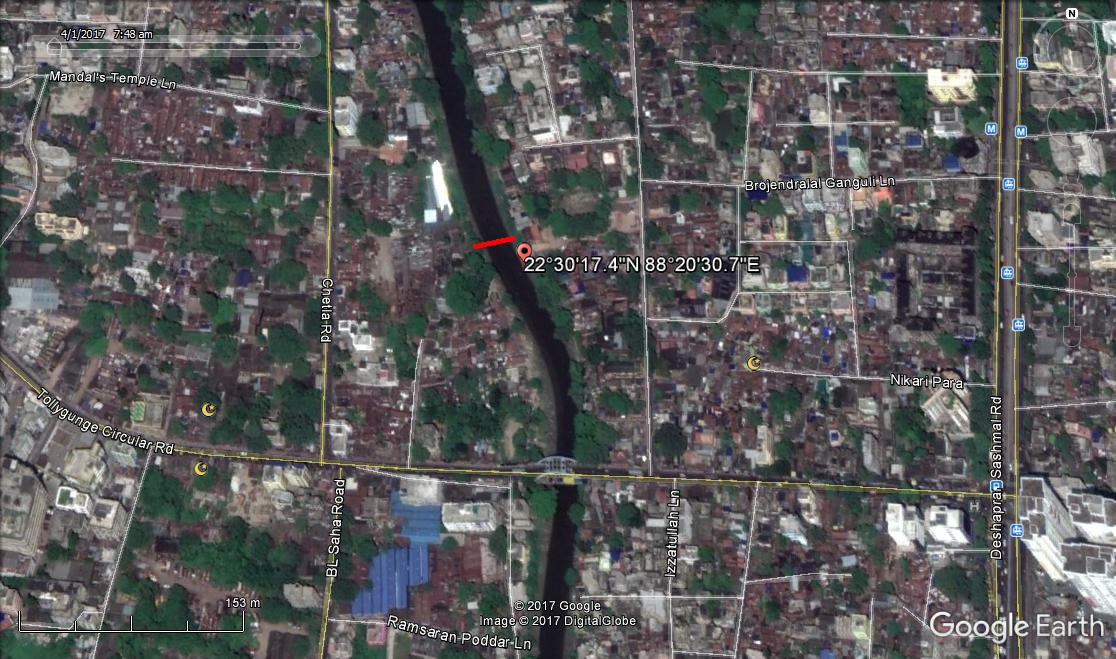 4/1/2017 7:48 am
N
Mandal's Temple Ln
M
M
Brojendralal Ganguli Ln
22°30'17.4"N 88°20'30.7"E
Chetla Rd
Nikari Para
Tollygunge Circular Rd
Deshapran Sashmal Rd
BL Saha Road
Izzatullah Ln
H
153 m
© 2017 Google
Image © 2017 DigitalGlobe
Ramsaran Poddar Ln
Google Earth